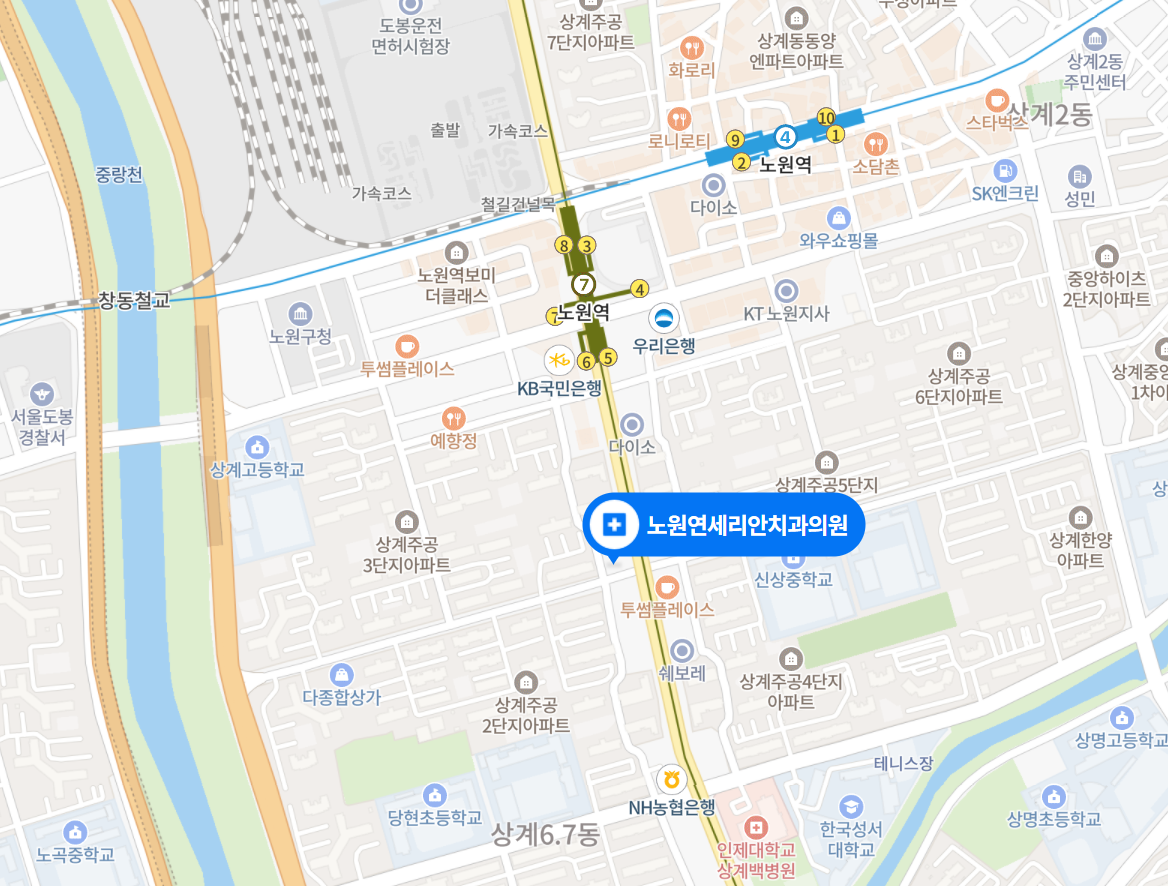 도봉운전
면허시험장
상계주공
7단지아파트
화로리
상계동동양
엔파트아파트
상계2동
주민센터
스타벅스
상계2동
로니로티
출발
가속코스
10
9
4
1
2
노원역
소담촌
중랑천
가속코스
철길건널목
다이소
SK엔크린
성민
와우쇼핑몰
8
3
노원역보미
더클래스
7
4
중앙하이츠
2단지아파트
창동철교
노원구청
7
노원역
우리은행
KT 노원지사
투썸플레이스
6
5
KB국민은행
상계주공
6단지아파트
서울도봉
경찰서
예향정
다이소
상계고등학교
상계주공5단지
노원연세리안치과의원
상계주공
3단지아파트
상계한양
아파트
신상중학교
투썸플레이스
쉐보레
상계주공4단지
아파트
다종합상가
상계주공
2단지아파트
상명고등학교
테니스장
NH농협은행
당현초등학교
상계6.7동
한국성서
대학교
상명초등학교
노곡중학교
인제대학교
상계백병원